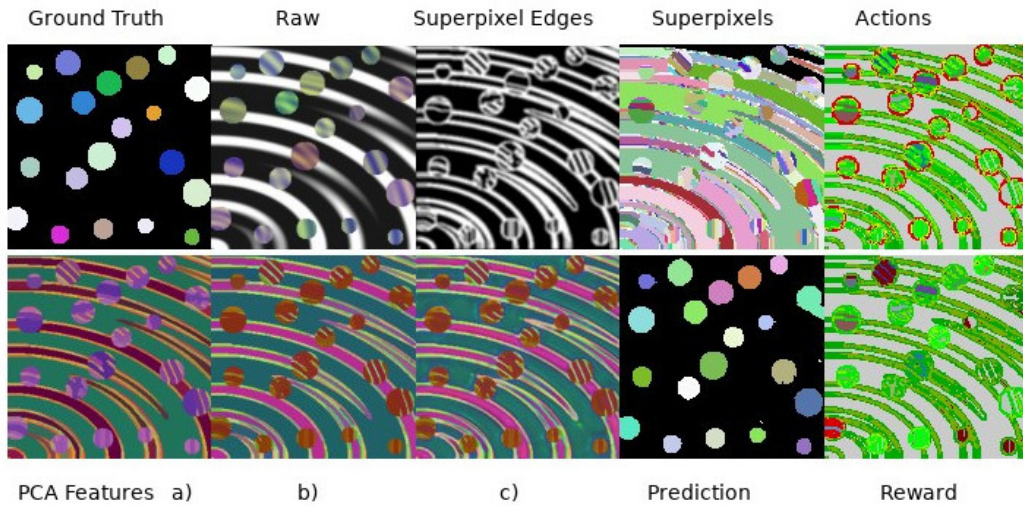 Ground Truth Raw Superpixel Edges Superpixels Actions
PCA Features a) b) c) Prediction Reward